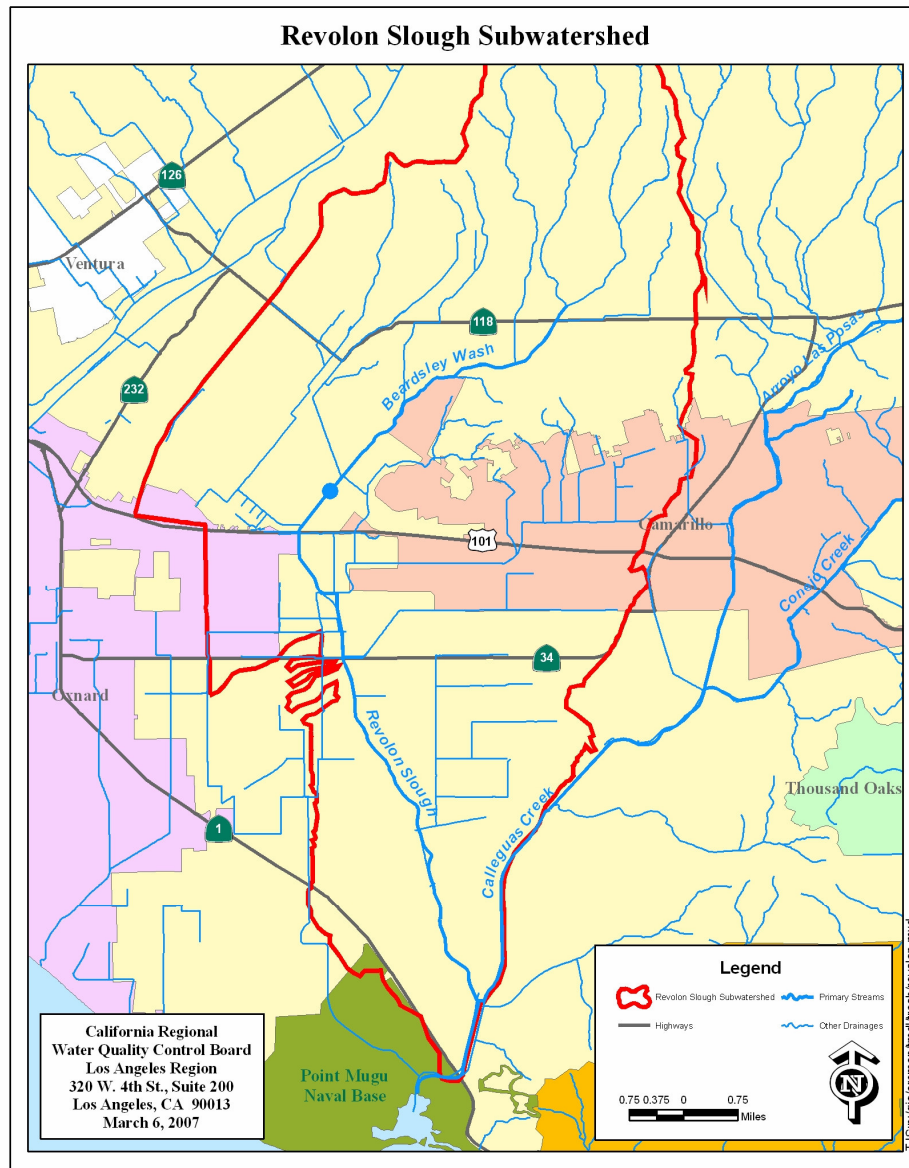 Revolon Slough Subwatershed
126
Ventura
118
Beardsley Wash
Arroyo Las Posas
232
Camarillo
101
Conejo Creek
34
Oxnard
Revolon Slough
Thousand Oaks
1
Calleguas Creek
Legend
Revolon Slough Subwatershed
Primary Streams
Highways
Other Drainages
N
0.75 0.375 0 0.75
Miles
California Regional
Water Quality Control Board
Los Angeles Region
320 W. 4th St., Suite 200
Los Angeles, CA 90013
March 6, 2007
Point Mugu
Naval Base